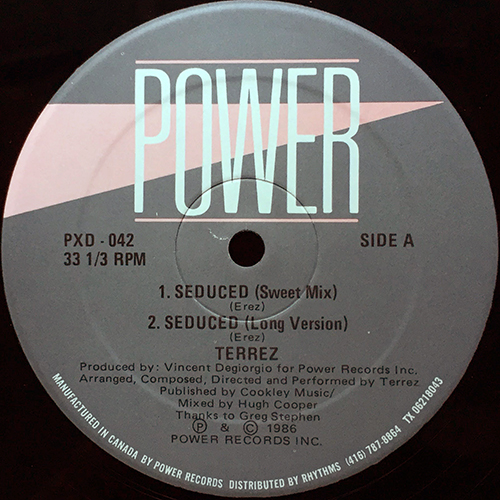 POWER
PXD - 042
SIDE A
33 1/3 RPM
1. SEDUCED (Sweet Mix)
(Erez)
2. SEDUCED (Long Version)
(Erez)
TERREZ
Produced by: Vincent Degiorgio for Power Records Inc.
Arranged, Composed, Directed and Performed by Terrez
Published by Cookley Music/
Mixed by Hugh Cooper
Thanks to Greg Stephen
Ⓟ & © 1986
POWER RECORDS INC.
MANUFACTURED IN CANADA BY POWER RECORDS DISTRIBUTED BY RHYTHMS (416) 787-8864 TX 06218043